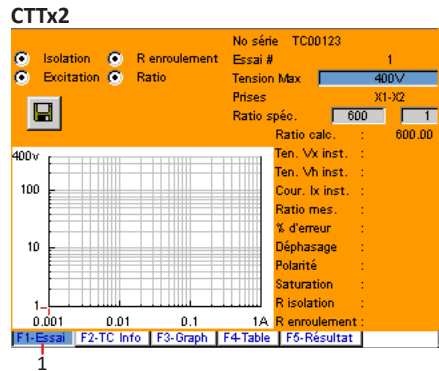 CTTx2
No série TC00123
Isolation R enroulement Essai # 1
Excitation Ratio Tension Max 400V
Prises X1-X2
Ratio spéc. 600 1
Ratio calc. : 600.00
400v Ten. Vx inst. :
Ten. Vh inst. :
100 Cour. Ix inst. :
Ratio mes. :
% d'erreur :
10 Déphasage :
Polarité :
Saturation :
1 R isolation :
0.001 0.01 0.1 1A R enroulement :
F1-Essai F2-TC Info F3-Graph F4-Table F5-Résultat
1